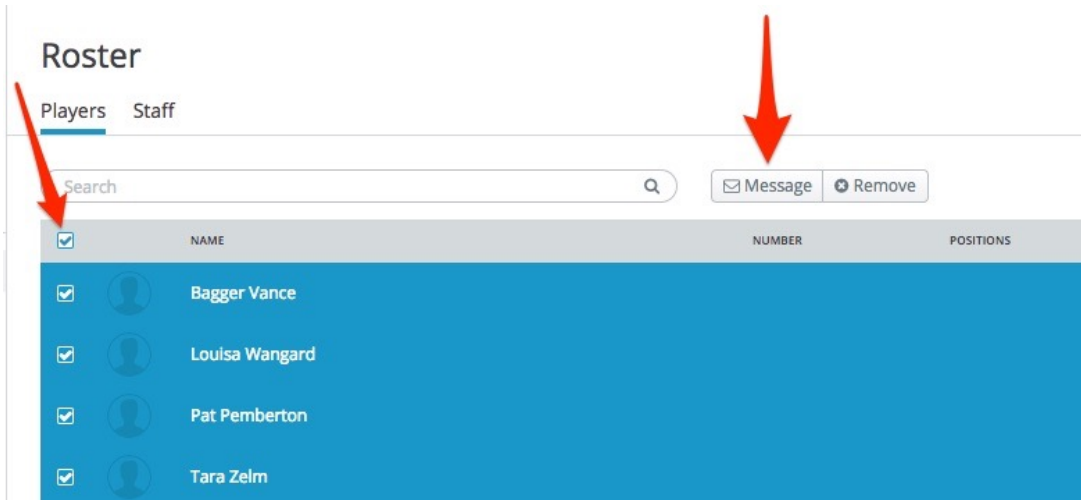 Roster
Players Staff
Search Message Remove
NAME NUMBER POSITIONS
Bagger Vance
Louisa Wangard
Pat Pemberton
Tara Zelm